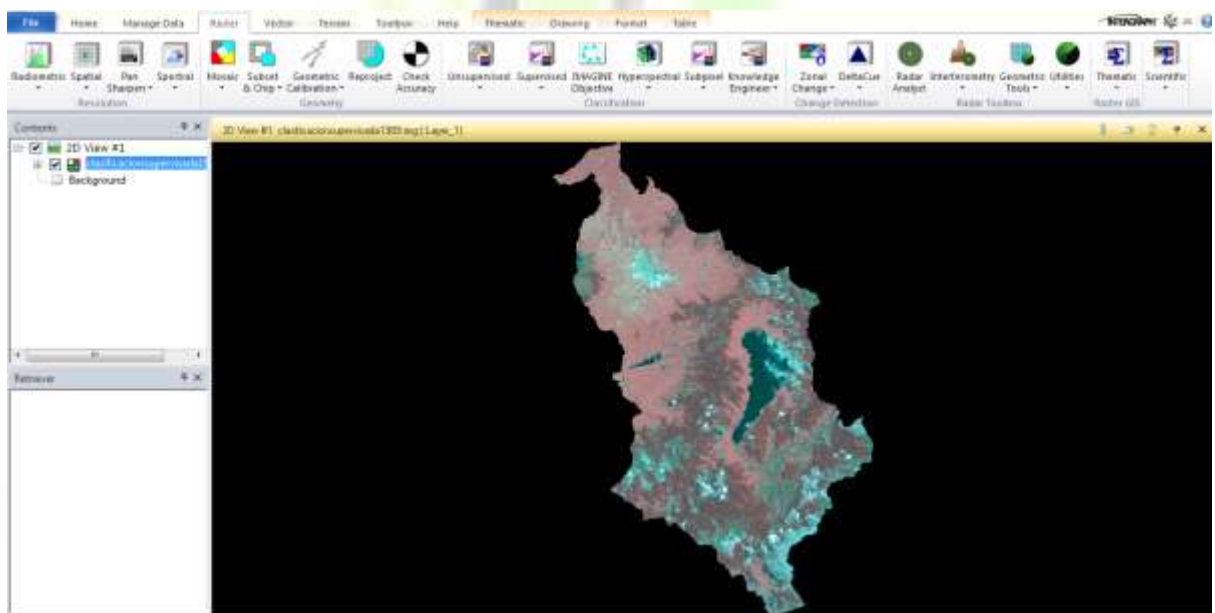 File Home Manage Data Raster Vector Terrain Toolbox Help Thematic Drawing Format Table
Radiometric Spatial Pan Spectral Mosaic Subset Geometric Reproject Check Unsupervised Supervised IMAGINE Hyperspectral Subpixel Knowledge Zonal DeltaCue Radar Interferometry Geometric Utilities Thematic Scientific
Sharpen & Chip Calibration Accuracy Objective Engineer Change Analyst Tools
Resolution Geometry Classification Change Detection Radar Toolbox Raster GIS
Contents 2D View #1
2D View #1
Background
Retriever